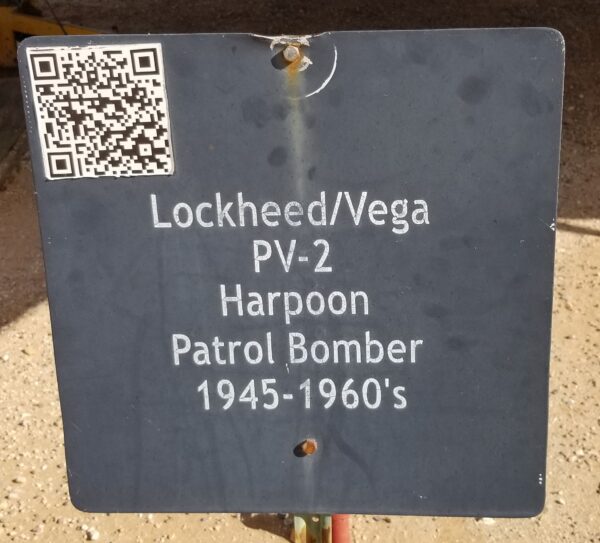 Lockheed/Vega
PV-2
Harpoon
Patrol Bomber
1945-1960's